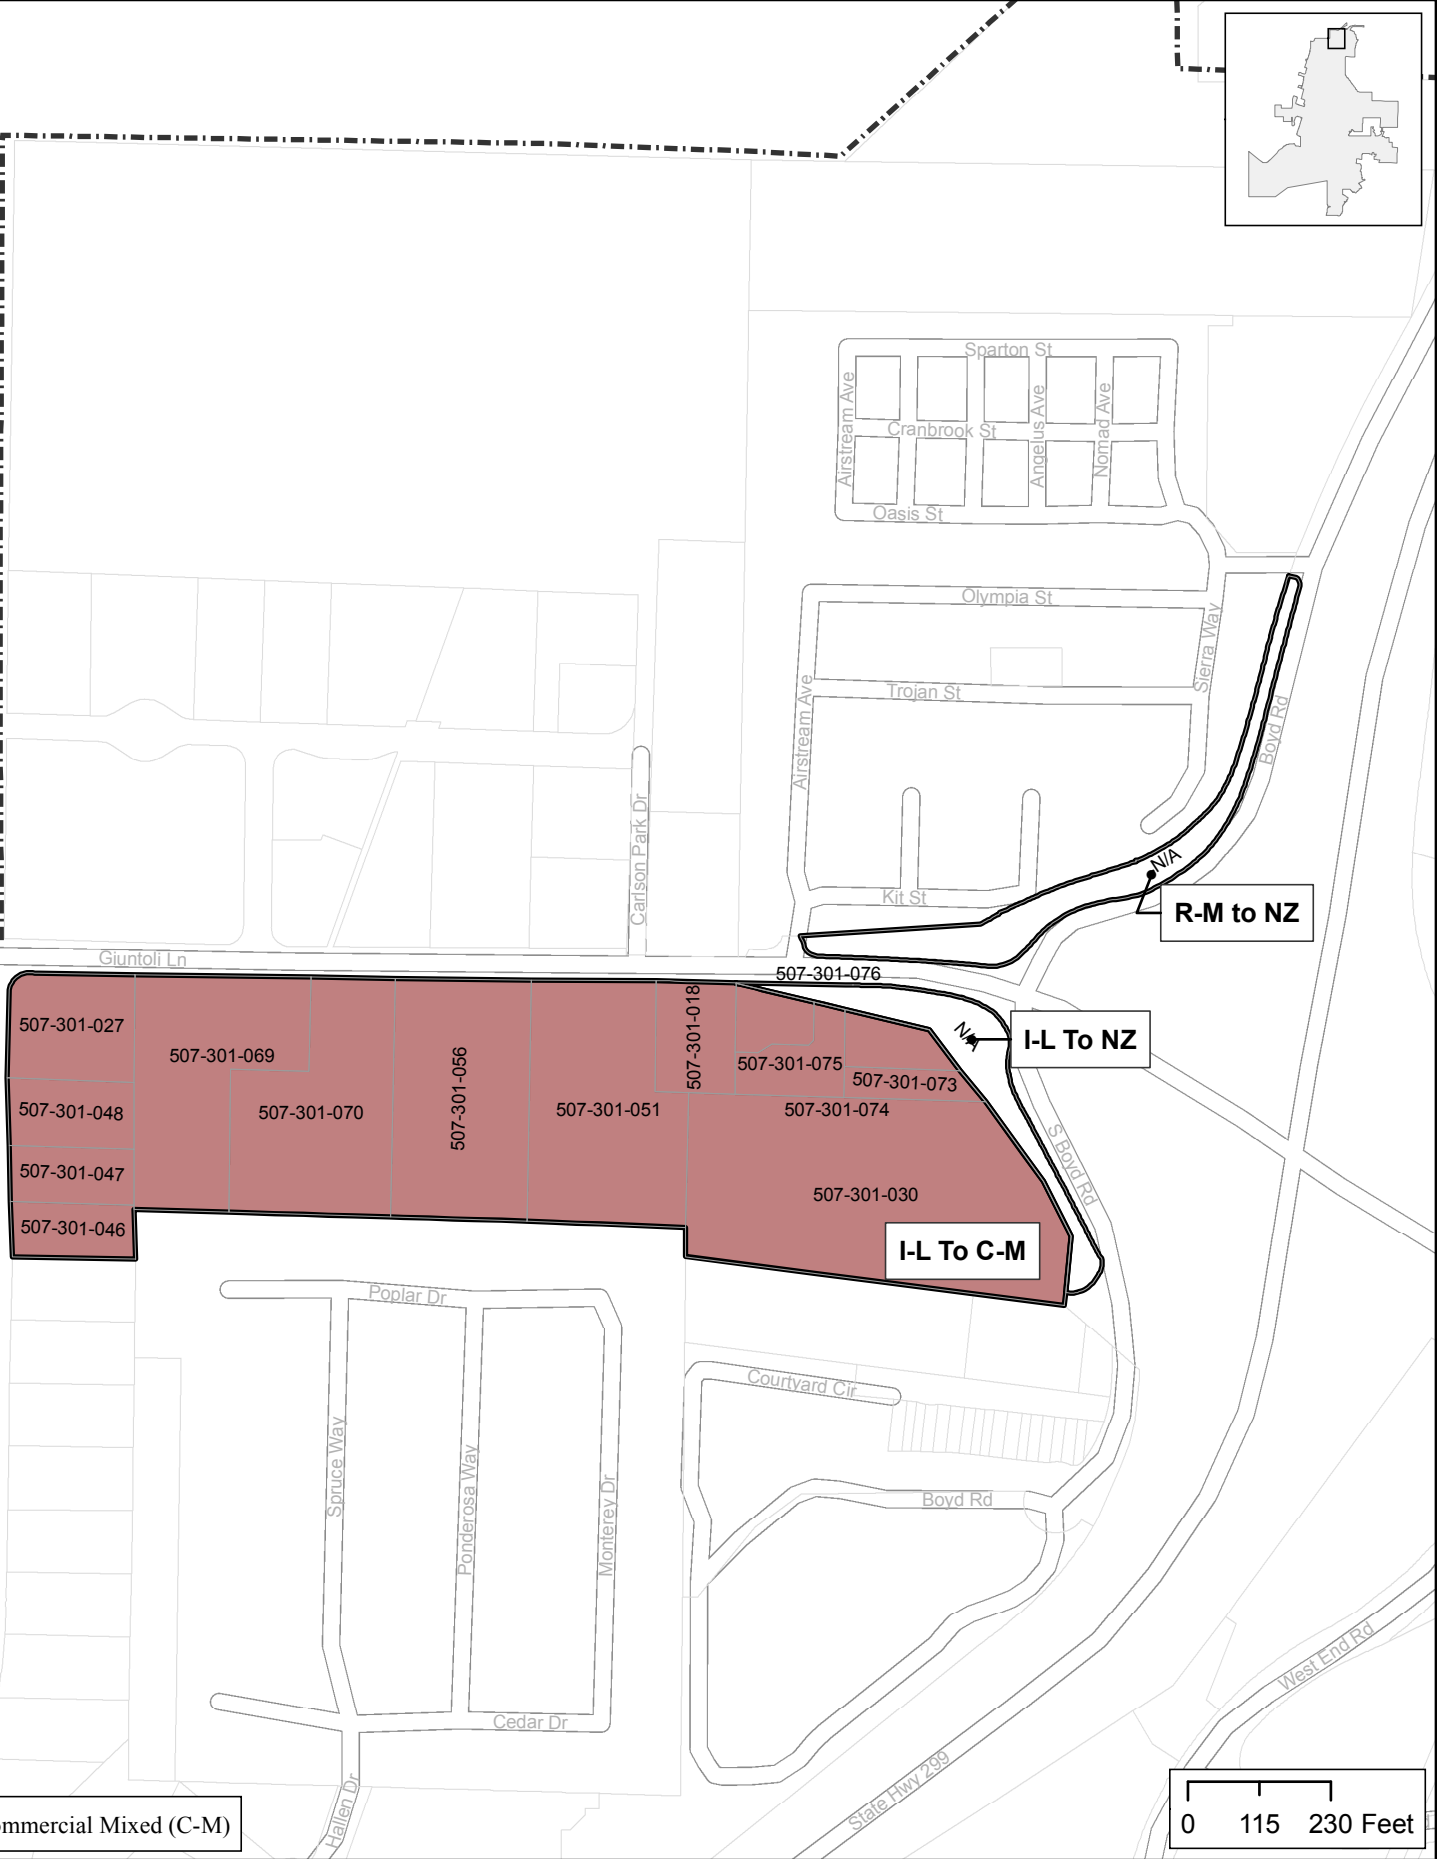 Sparton St
Airstream Ave
Angelus Ave
Nomad Ave
Cranbrook St
Oasis St
Olympia St
Sierra Way
Trojan St
Airstream Ave
Boyd Rd
Carlson Park Dr
N/A
Kit St
R-M to NZ
Giuntoli Ln
507-301-076
507-301-018
507-301-027
N/A
I-L To NZ
507-301-069
507-301-056
507-301-075
507-301-073
507-301-048
507-301-070
507-301-051
507-301-074
S Boyd Rd
507-301-047
507-301-030
507-301-046
I-L To C-M
Poplar Dr
Courtyard Cir
Spruce Way
Ponderosa Way
Monterey Dr
Boyd Rd
West End Rd
Cedar Dr
State Hwy 299
Hallen Dr
ommercial Mixed (C-M)
0 115 230 Feet